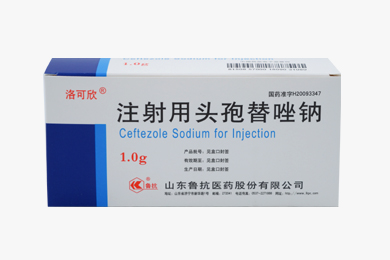 洛可欣®
国药准字H20093347
注射用头孢替唑钠
Ceftezole Sodium for Injection
1.0g
产品批号:见盒口封签
有效期至:见盒口封签
生产日期:见盒口封签
鲁抗
山东鲁抗医药股份有限公司